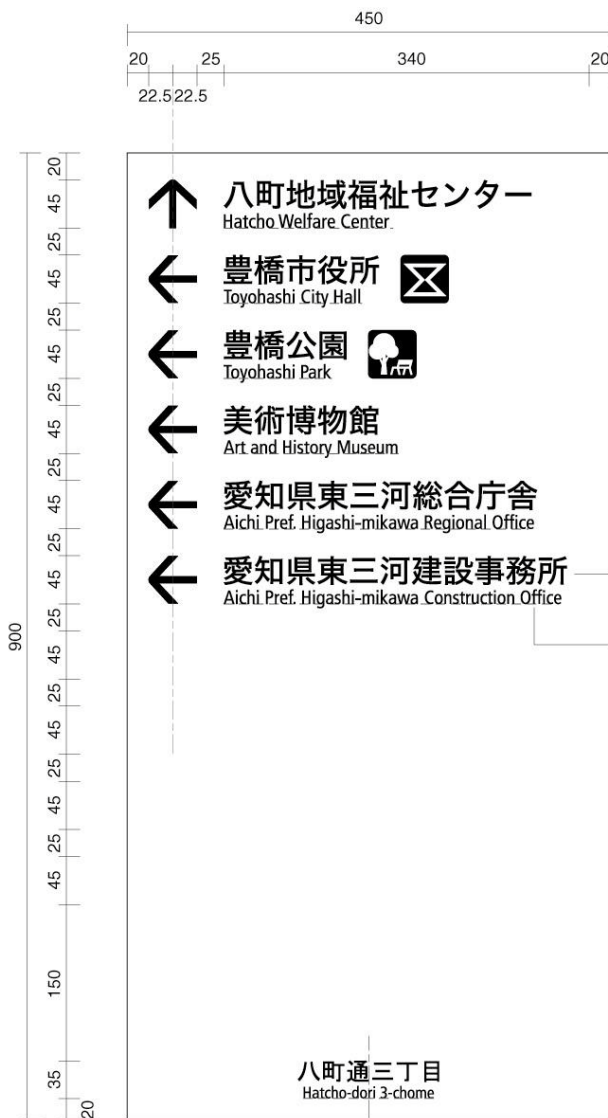 450
20 25 340 20
22.5 22.5
20
45
八町地域福祉センター
Hatcho Welfare Center
25
45
豊橋市役所
Toyohashi City Hall
25
45
豊橋公園
Toyohashi Park
25
45
美術博物館
Art and History Museum
25
45
愛知県東三河総合庁舎
Aichi Pref. Higashi-mikawa Regional Office
25
45
愛知県東三河建設事務所
Aichi Pref. Higashi-mikawa Construction Office
25
900
45
25
45
25
45
25
45
150
35
八町通三丁目
Hatcho-dori 3-chome
20